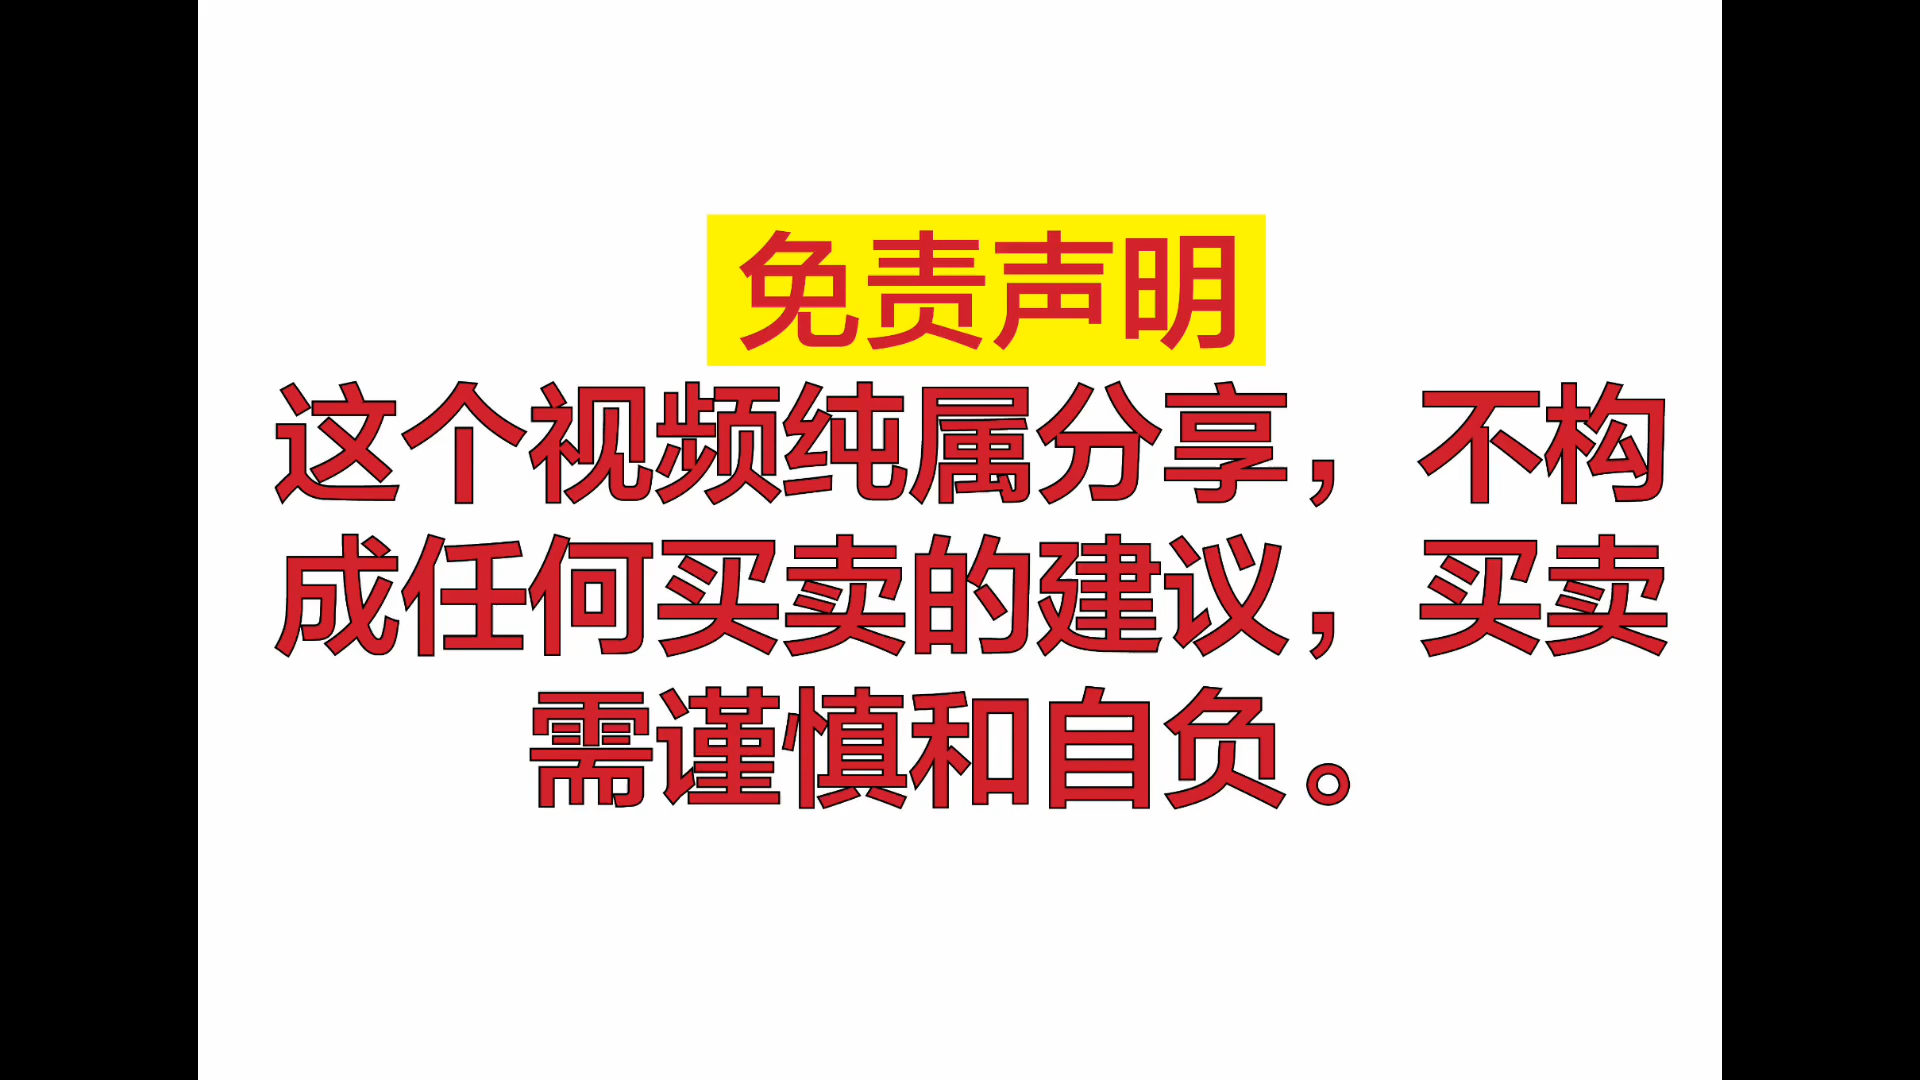 免责声明
这个视频纯属分享，不构
成任何买卖的建议，买卖
需谨慎和自负。